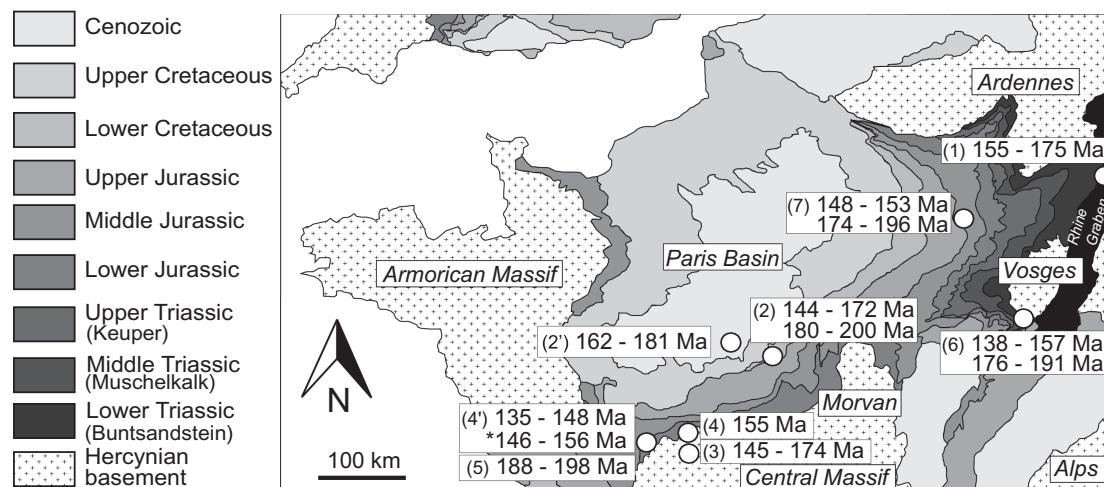 Cenozoic
Upper Cretaceous
Lower Cretaceous
Upper Jurassic
Middle Jurassic
Lower Jurassic
Upper Triassic
(Keuper)
Middle Triassic
(Muschelkalk)
Lower Triassic
(Buntsandstein)
Hercynian
basement
Ardennes
(1) 155 - 175 Ma
(7) 148 - 153 Ma
174 - 196 Ma
Rhine
Graben
Armorican Massif
Paris Basin
Vosges
(2) 144 - 172 Ma
180 - 200 Ma
(2') 162 - 181 Ma
(6) 138 - 157 Ma
176 - 191 Ma
N
Morvan
(4') 135 - 148 Ma
*146 - 156 Ma
(4) 155 Ma
(3) 145 - 174 Ma
(5) 188 - 198 Ma
100 km
Central Massif
Alps